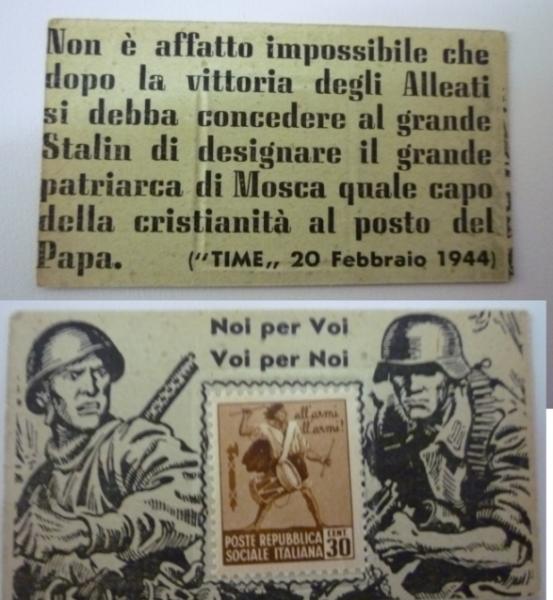 Non è affatto impossibile che
dopo la vittoria degli Alleati
si debba concedere al grande
Stalin di designare il grande
patriarca di Mosca quale capo
della cristianità al posto del
Papa. ("TIME„ 20 Febbraio 1944)
Noi per Voi
Voi per Noi
all'armi
all'armi!
POSTE REPUBBLICA
SOCIALE ITALIANA
CENT
30